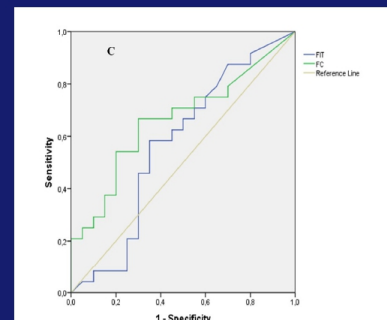 C
1,0
0,8
0,6
0,4
0,2
0,0
Sensitivity
0,0 0,2 0,4 0,6 0,8 1,0
1 - Specificity
FIT
FC
Reference Line